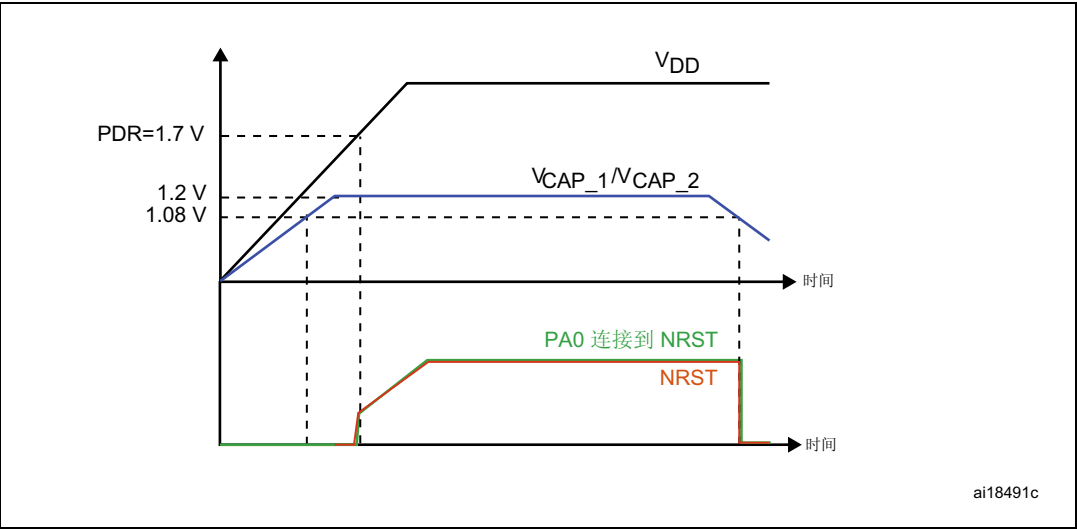 VDD
PDR=1.7 V
VCAP_1/VCAP_2
1.2 V
1.08 V
时间
PA0 连接到 NRST
NRST
时间
ai18491c